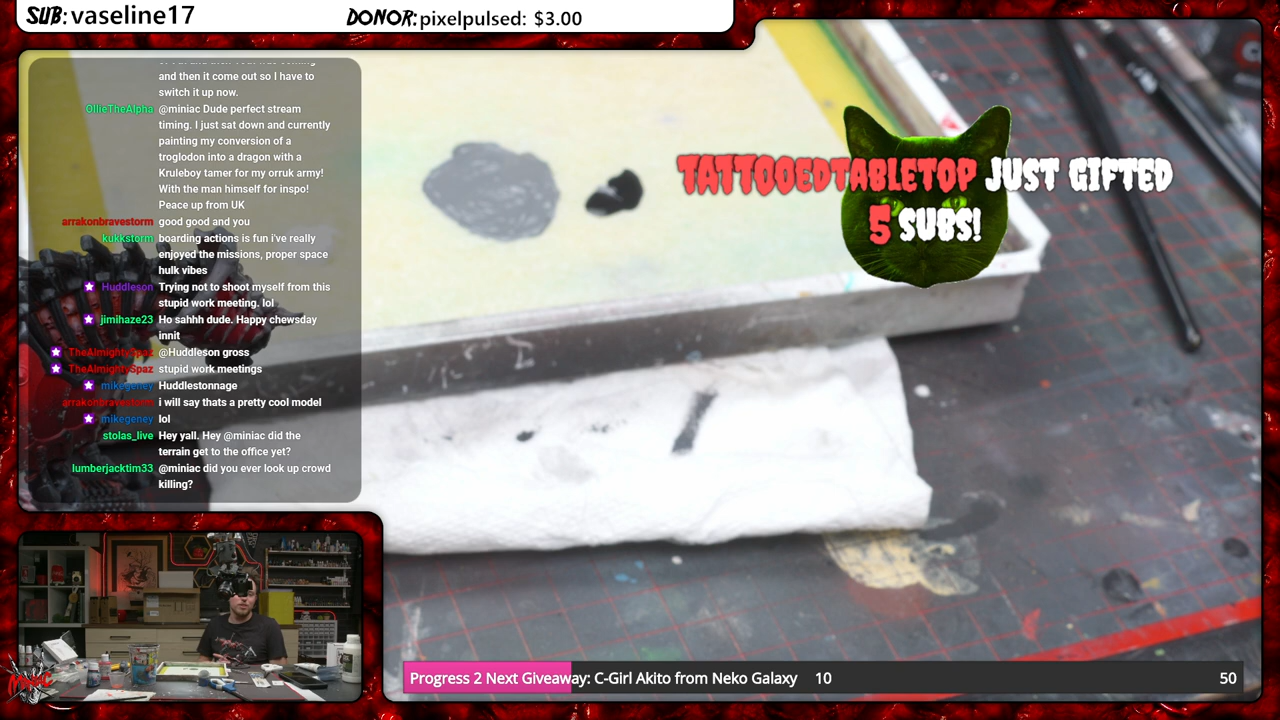 SUB: vaseline17
DONOR: pixelpulsed: $3.00
and then it come out so I have to
switch it up now.
OllieTheAlpha @miniac Dude perfect stream
timing. I just sat down and currently
painting my conversion of a
troglodon into a dragon with a
Kruleboy tamer for my orruk army!
With the man himself for inspo!
Peace up from UK
arrakonbravestorm good good and you
kukkstorm boarding actions is fun i've really
enjoyed the missions, proper space
hulk vibes
Huddleson Trying not to shoot myself from this
stupid work meeting. lol
jimihaze23 Ho sahhh dude. Happy chewsday
innit
TheAlmightySpaz @Huddleson gross
TheAlmightySpaz stupid work meetings
mikegeney Huddlestonnage
arrakonbravestorm i will say thats a pretty cool model
mikegeney lol
stolas_live Hey yall. Hey @miniac did the
terrain get to the office yet?
lumberjacktim33 @miniac did you ever look up crowd
killing?
TATTOOEDTABLETOP JUST GIFTED
5 SUBS!
Progress 2 Next Giveaway: C-Girl Akito from Neko Galaxy 10 50